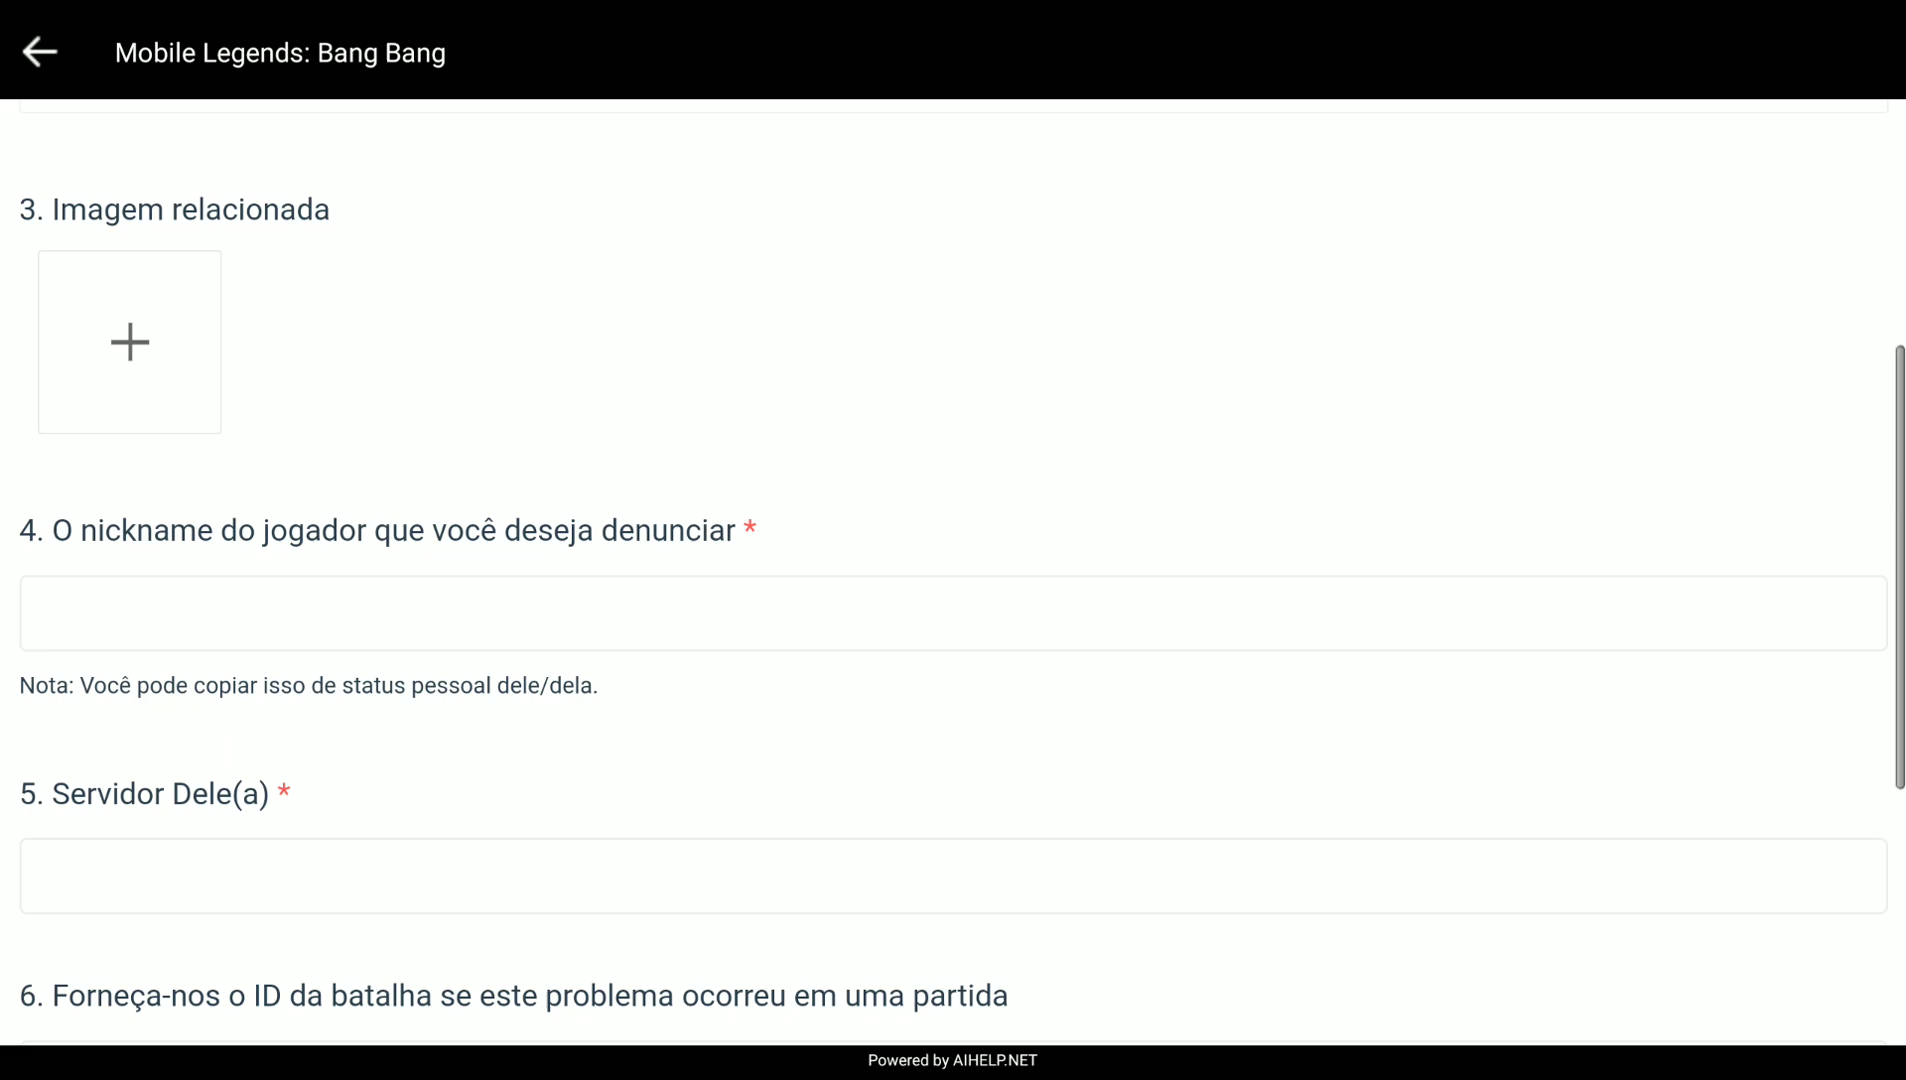 Mobile Legends: Bang Bang
3. Imagem relacionada
4. O nickname do jogador que você deseja denunciar *
Nota: Você pode copiar isso de status pessoal dele/dela.
5. Servidor Dele(a) *
6. Forneça-nos o ID da batalha se este problema ocorreu em uma partida
Powered by AIHELP.NET